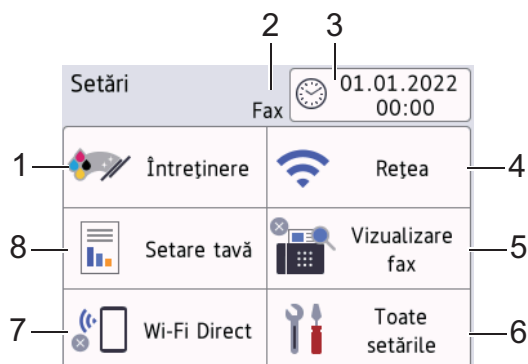 2 3
Setări 01.01.2022
Fax 00:00
1 Întreţinere Reţea 4
8 Setare tavă Vizualizare
fax 5
7 Wi-Fi Direct Toate
setările 6